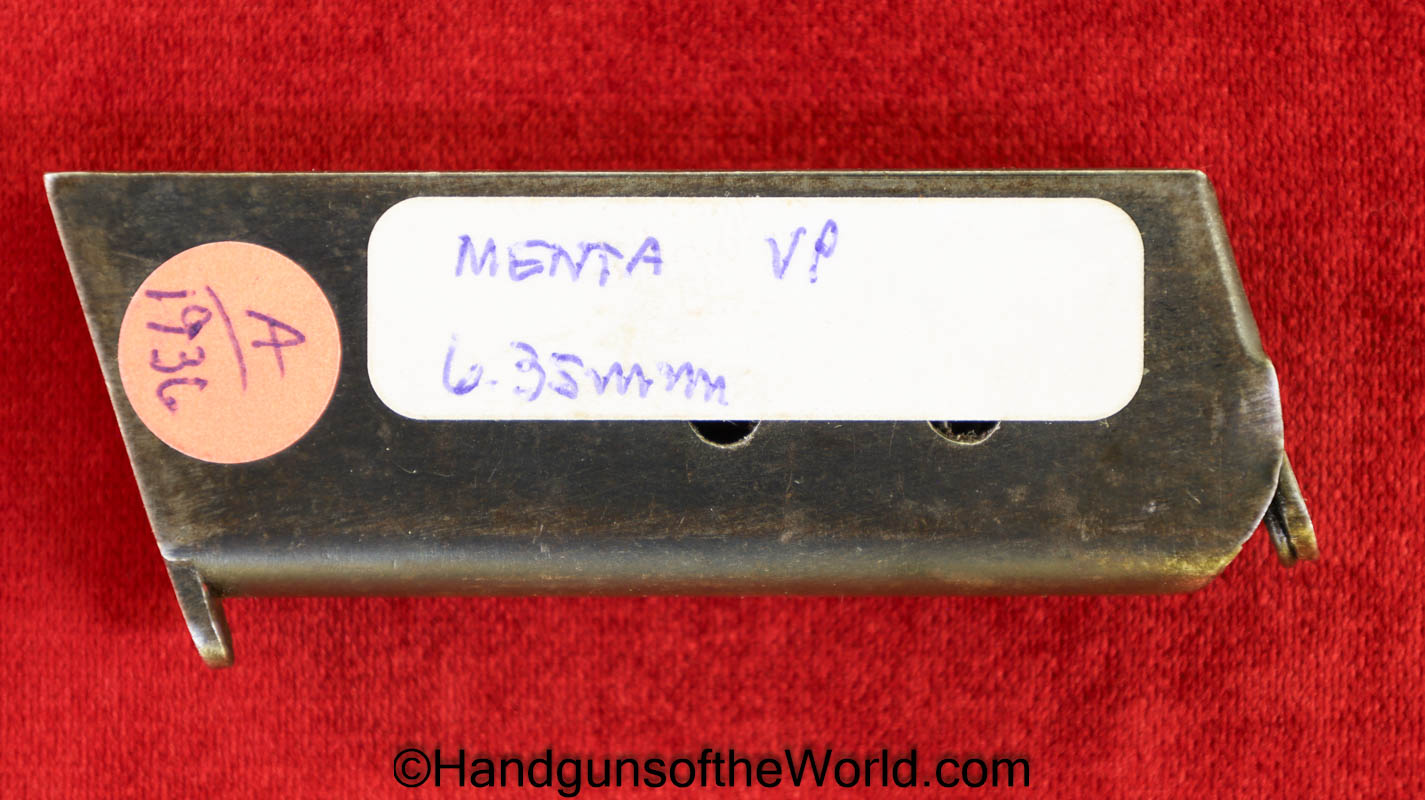 A
1936
MENTA VP
6.35mm
©HandgunsoftheWorld.com